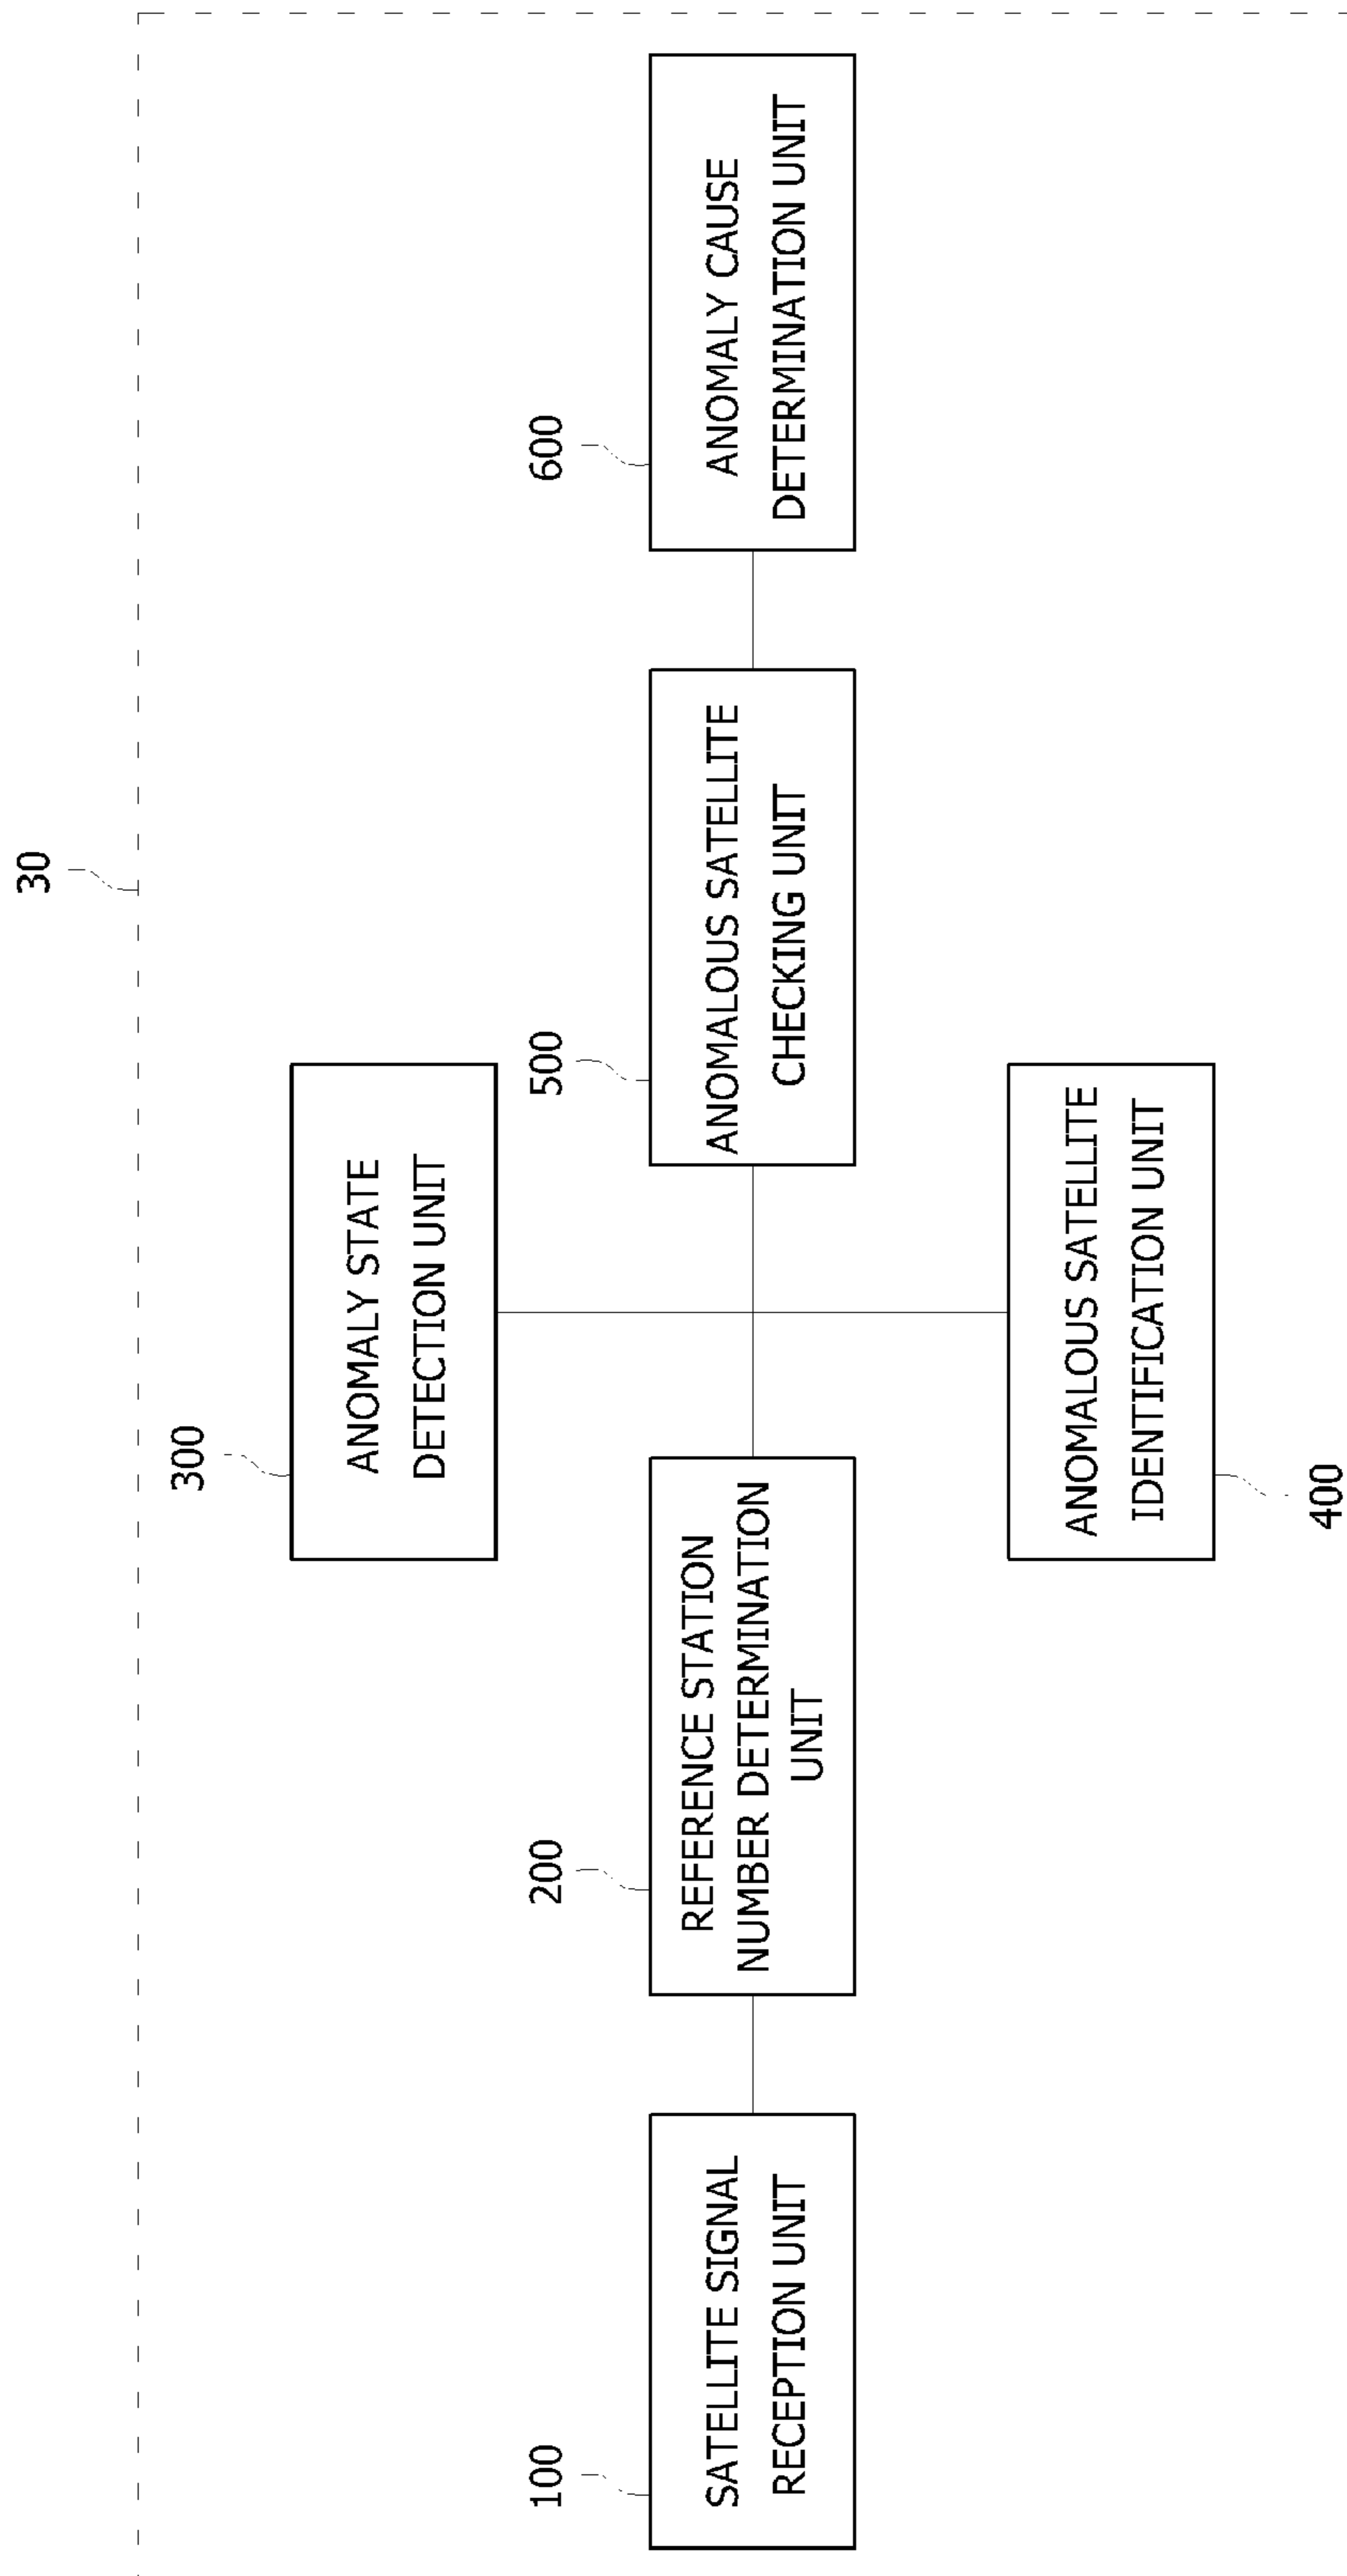 30
100
SATELLITE SIGNAL
RECEPTION UNIT
200
REFERENCE STATION
NUMBER DETERMINATION
UNIT
300
ANOMALY STATE
DETECTION UNIT
400
ANOMALOUS SATELLITE
IDENTIFICATION UNIT
500
ANOMALOUS SATELLITE
CHECKING UNIT
600
ANOMALY CAUSE
DETERMINATION UNIT